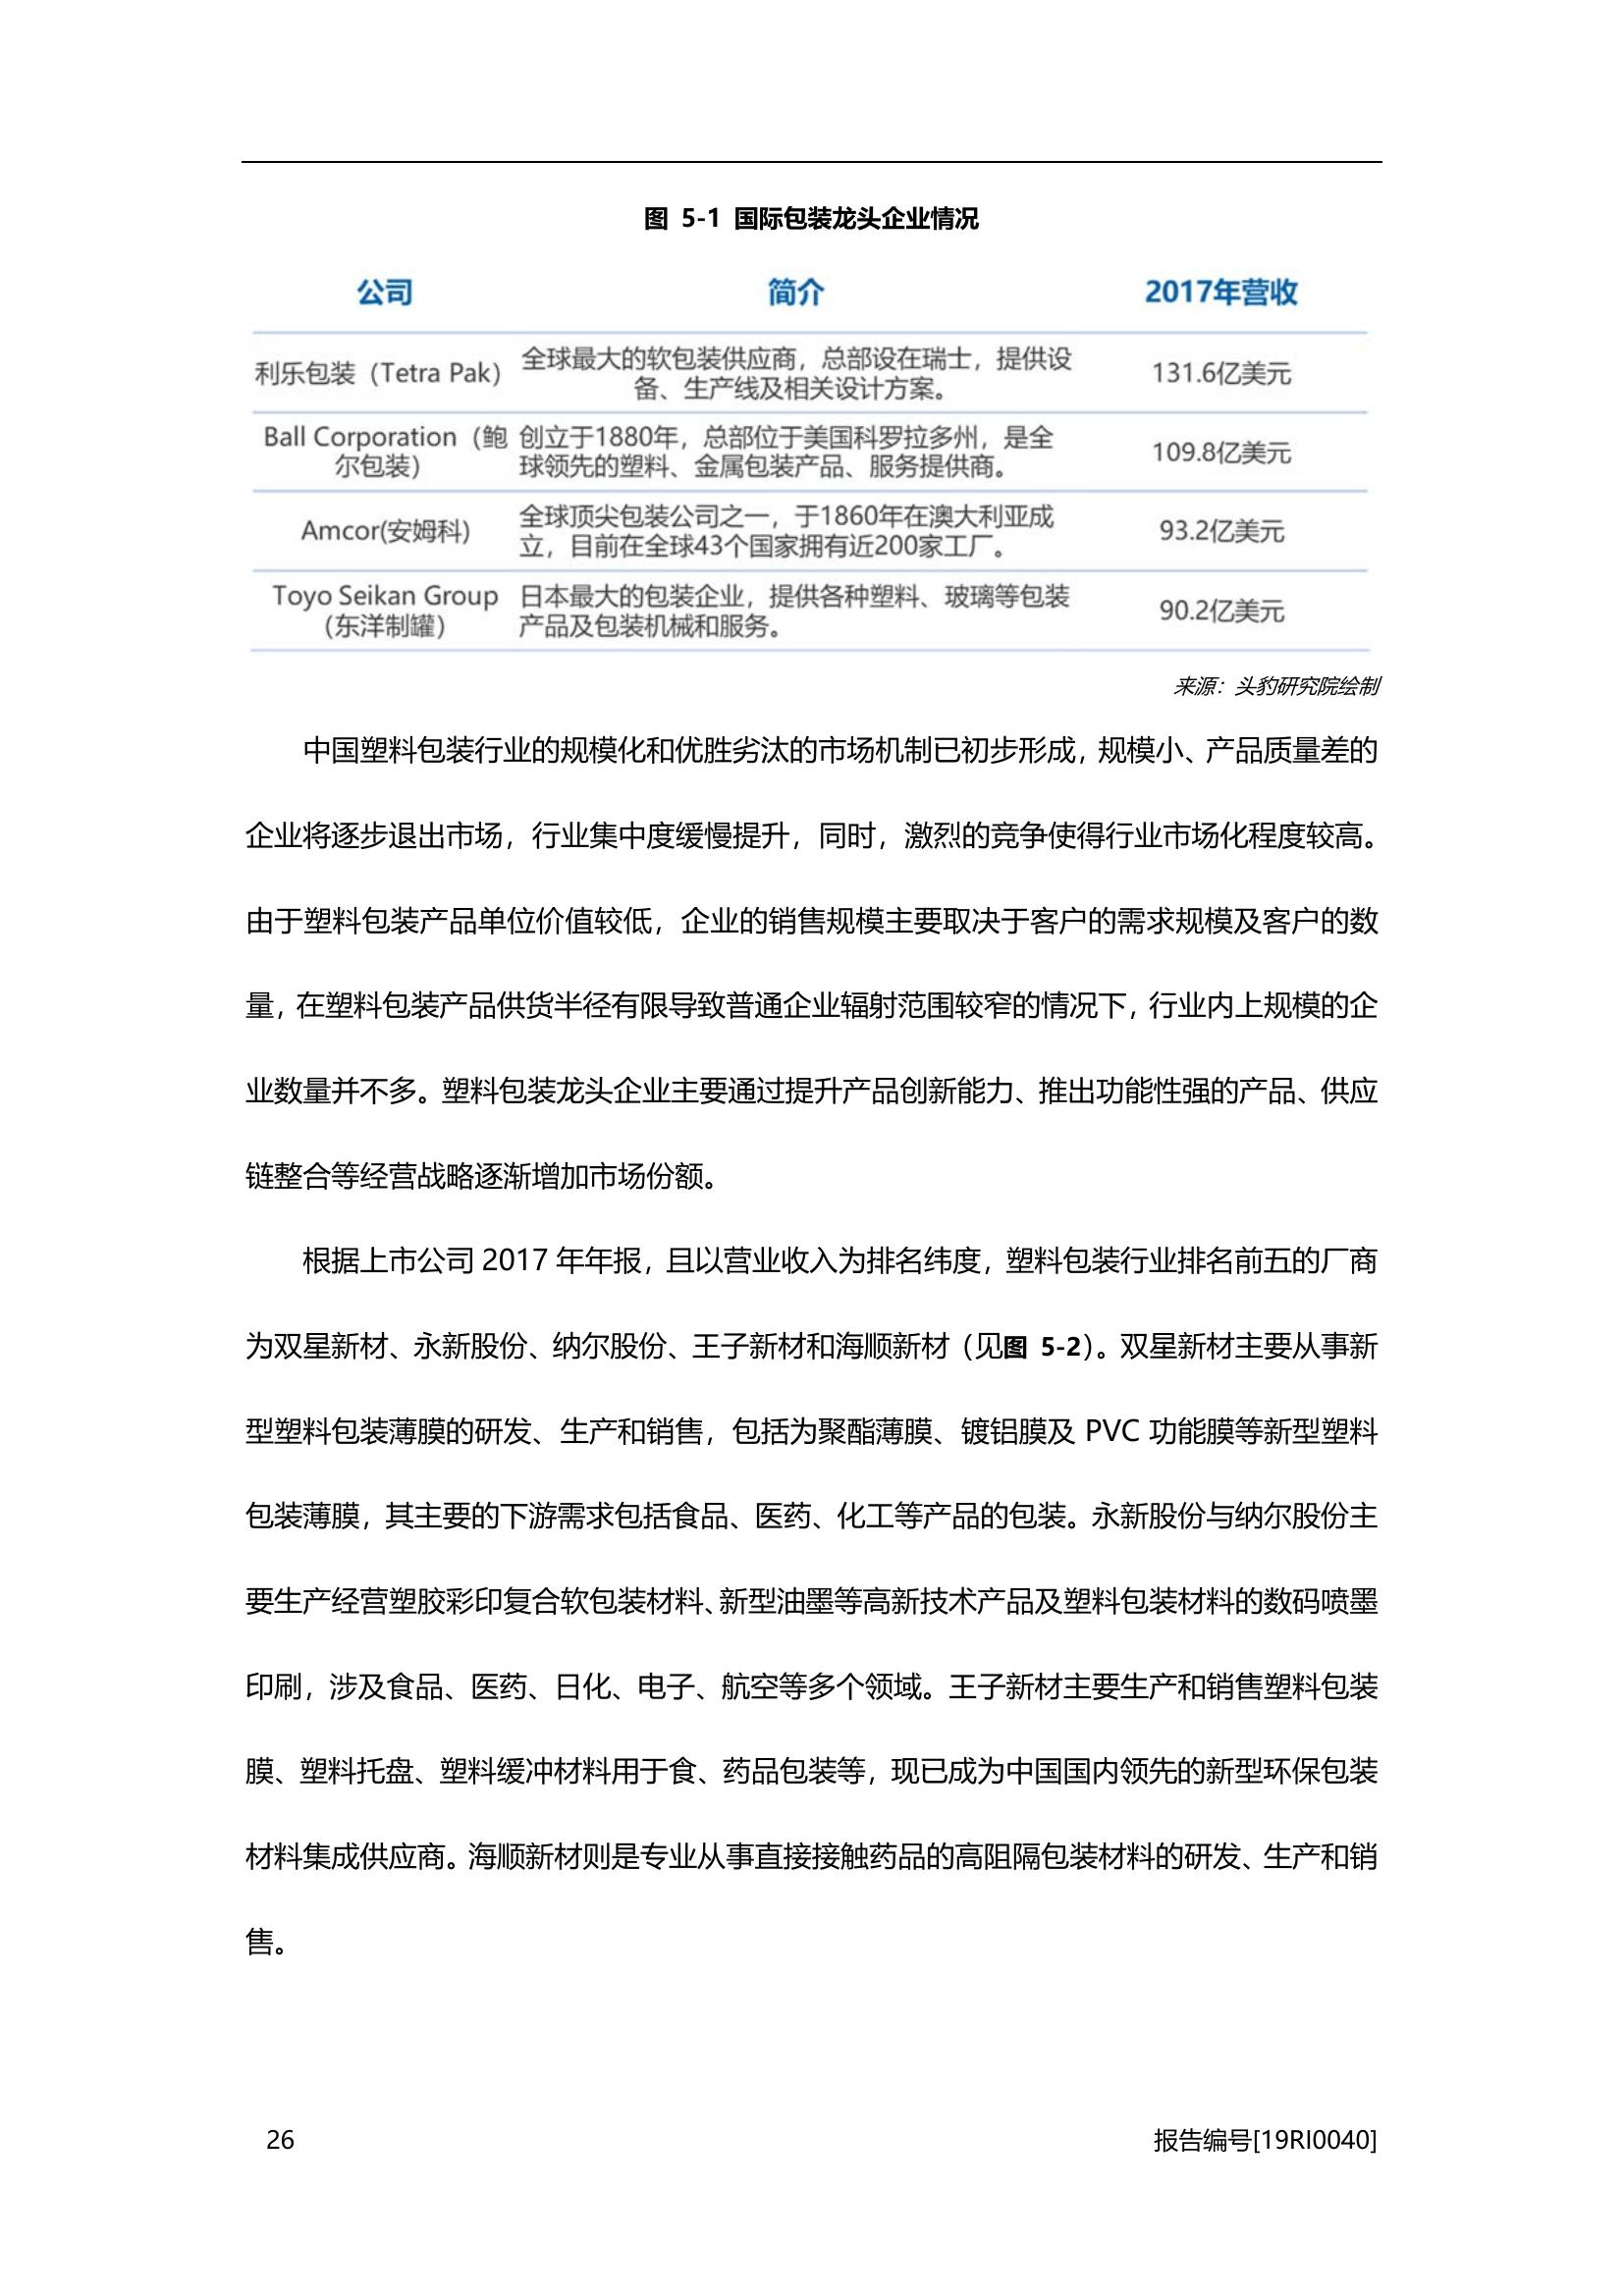 图 5-1 国际包装龙头企业情况
公司 简介 2017年营收
利乐包装（Tetra Pak） 全球最大的软包装供应商，总部设在瑞士，提供设
备、生产线及相关设计方案。 131.6亿美元
Ball Corporation（鲍
尔包装） 创立于1880年，总部位于美国科罗拉多州，是全
球领先的塑料、金属包装产品、服务提供商。 109.8亿美元
Amcor(安姆科) 全球顶尖包装公司之一，于1860年在澳大利亚成
立，目前在全球43个国家拥有近200家工厂。 93.2亿美元
Toyo Seikan Group
（东洋制罐） 日本最大的包装企业，提供各种塑料、玻璃等包装
产品及包装机械和服务。 90.2亿美元
来源：头豹研究院绘制
中国塑料包装行业的规模化和优胜劣汰的市场机制已初步形成，规模小、产品质量差的
企业将逐步退出市场，行业集中度缓慢提升，同时，激烈的竞争使得行业市场化程度较高。
由于塑料包装产品单位价值较低，企业的销售规模主要取决于客户的需求规模及客户的数
量，在塑料包装产品供货半径有限导致普通企业辐射范围较窄的情况下，行业内上规模的企
业数量并不多。塑料包装龙头企业主要通过提升产品创新能力、推出功能性强的产品、供应
链整合等经营战略逐渐增加市场份额。
根据上市公司 2017 年年报，且以营业收入为排名纬度，塑料包装行业排名前五的厂商
为双星新材、永新股份、纳尔股份、王子新材和海顺新材（见图 5-2）。双星新材主要从事新
型塑料包装薄膜的研发、生产和销售，包括为聚酯薄膜、镀铝膜及 PVC 功能膜等新型塑料
包装薄膜，其主要的下游需求包括食品、医药、化工等产品的包装。永新股份与纳尔股份主
要生产经营塑胶彩印复合软包装材料、新型油墨等高新技术产品及塑料包装材料的数码喷墨
印刷，涉及食品、医药、日化、电子、航空等多个领域。王子新材主要生产和销售塑料包装
膜、塑料托盘、塑料缓冲材料用于食、药品包装等，现已成为中国国内领先的新型环保包装
材料集成供应商。海顺新材则是专业从事直接接触药品的高阻隔包装材料的研发、生产和销
售。
26 报告编号[19RI0040]